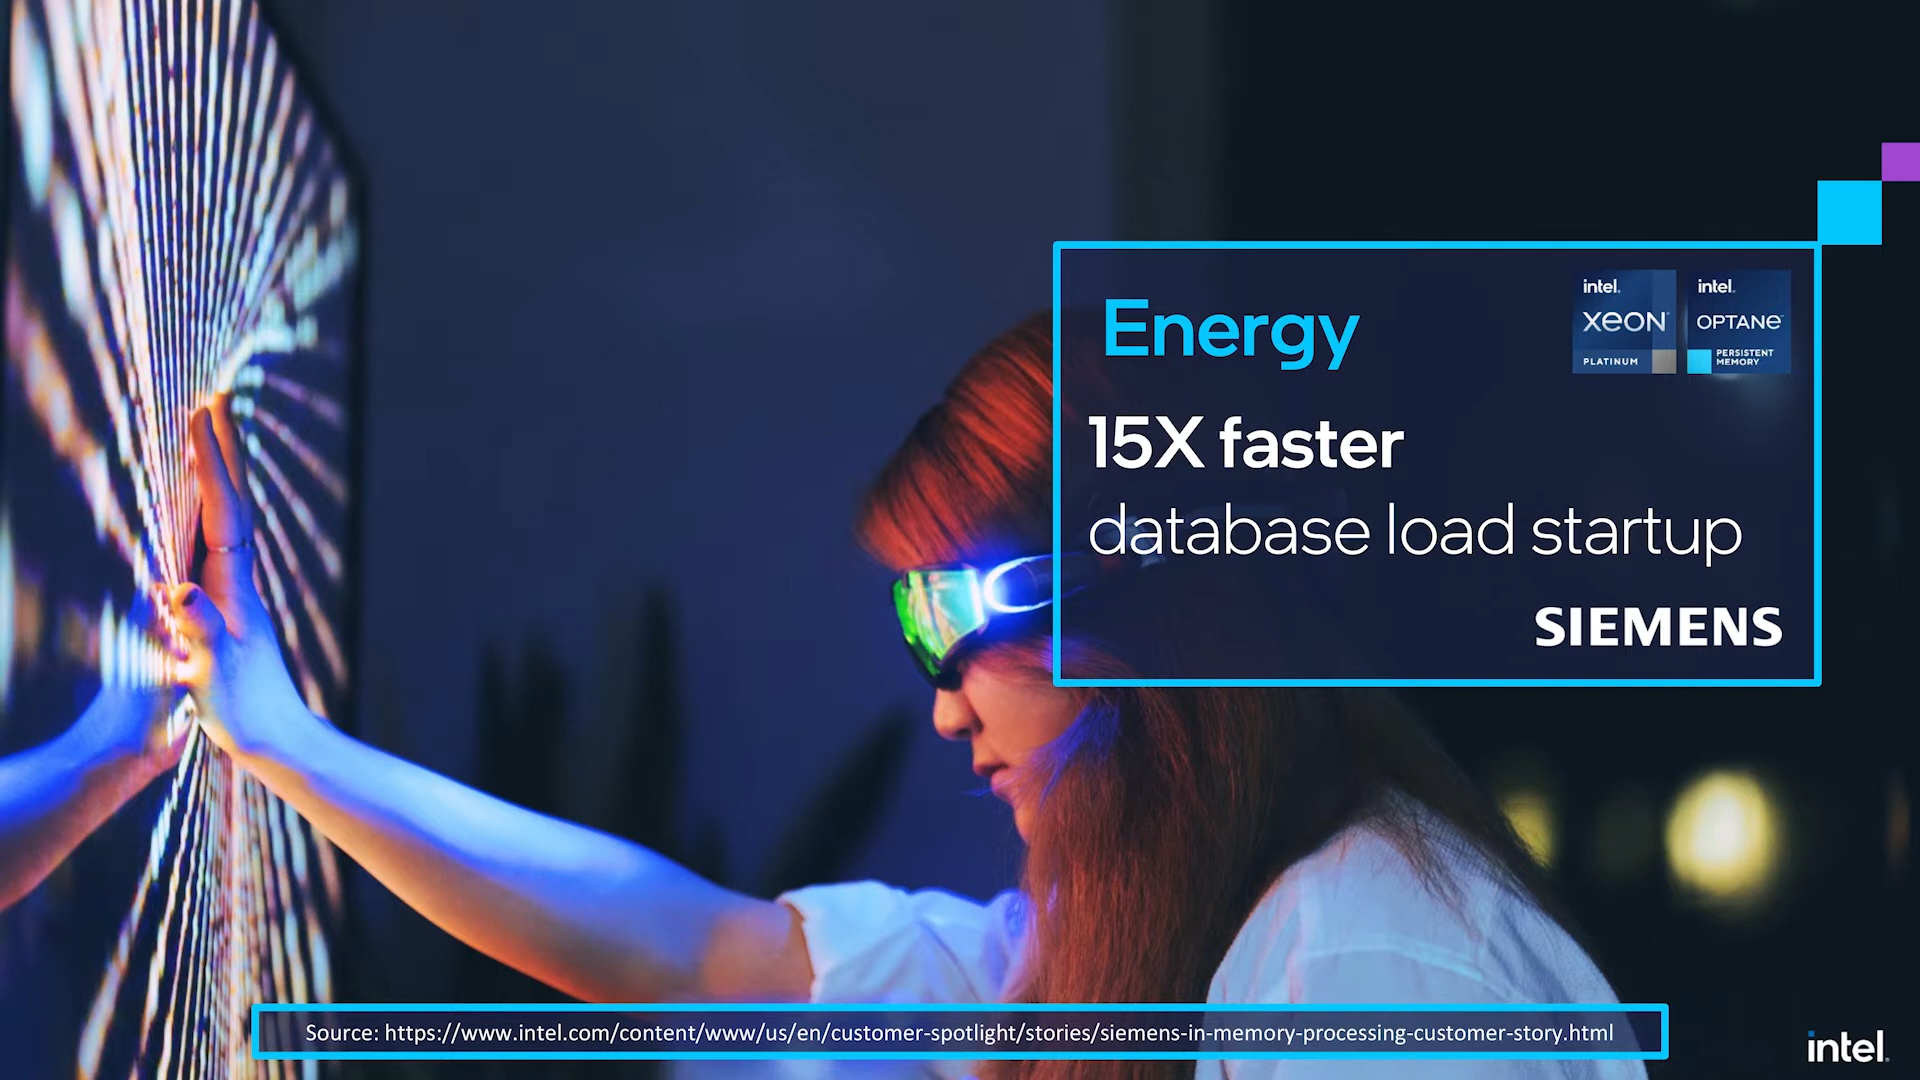 Energy
intel.
XEON
PLATINUM
intel.
OPTANE
PERSISTENT
MEMORY
15X faster
database load startup
SIEMENS
Source: https://www.intel.com/content/www/us/en/customer-spotlight/stories/siemens-in-memory-processing-customer-story.html
intel.